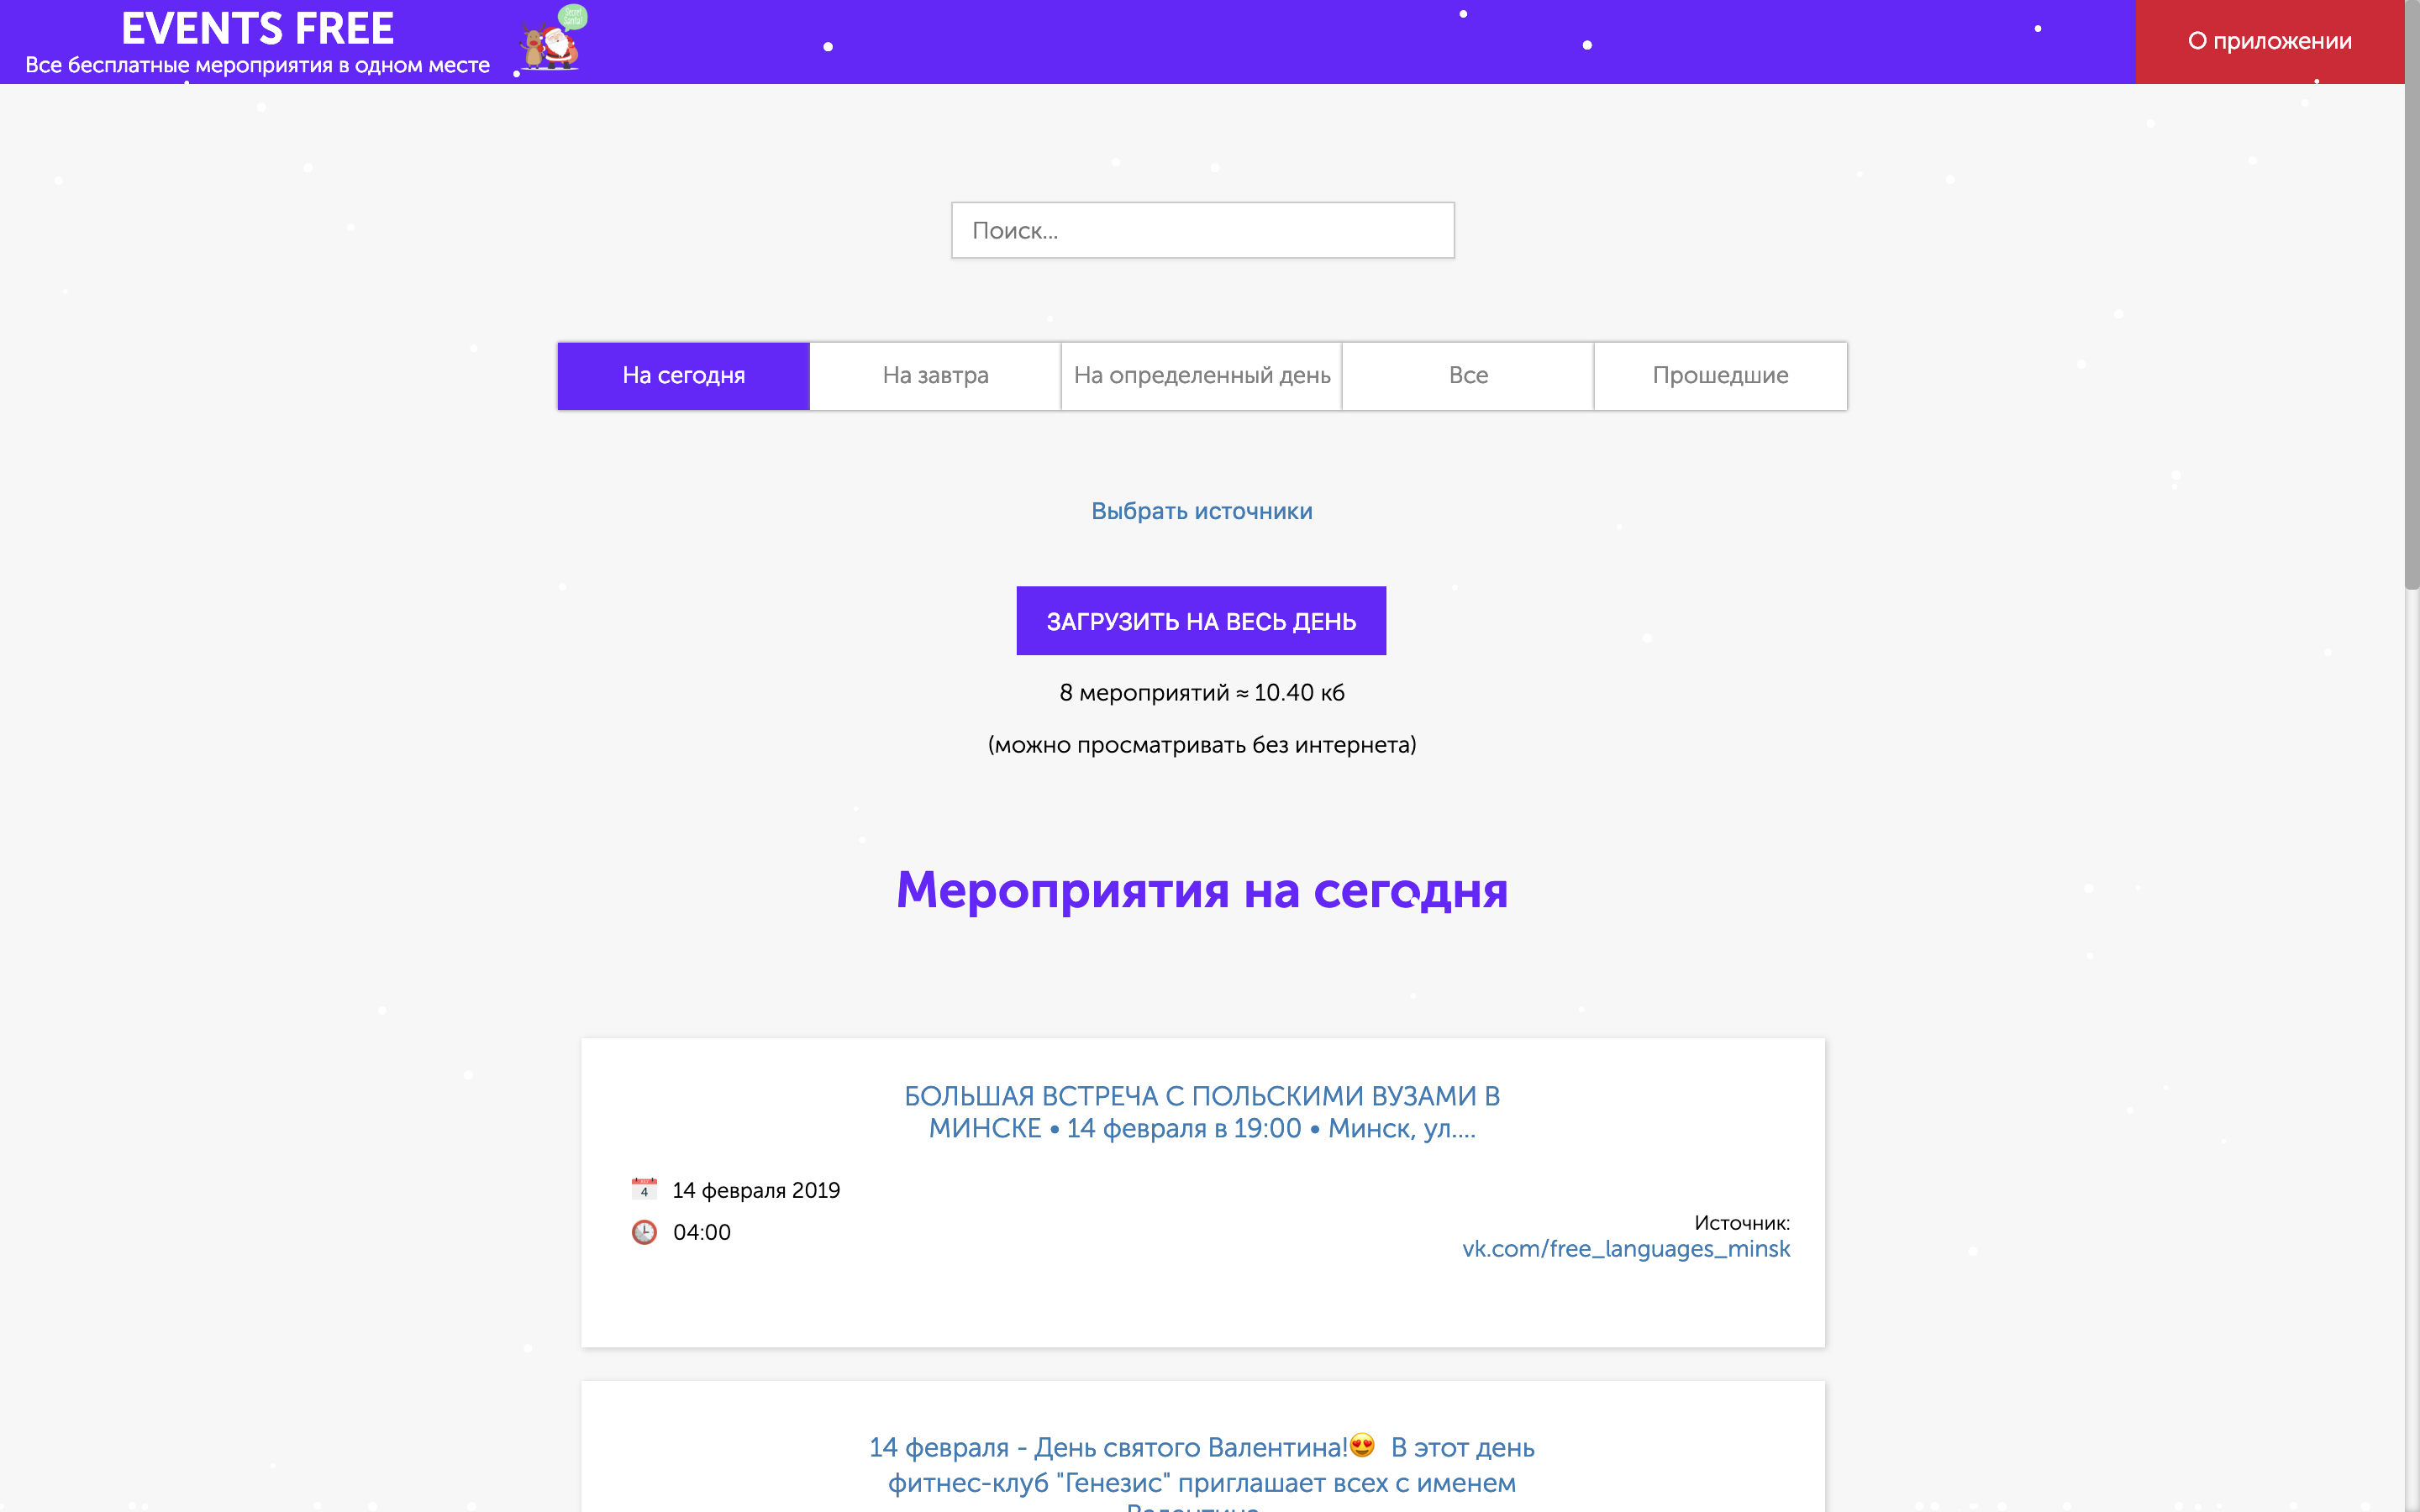 EVENTS FREE
Все бесплатные мероприятия в одном месте
Secret
Santa!
О приложении
Поиск...
На сегодня
На завтра
На определенный день
Все
Прошедшие
Выбрать источники
ЗАГРУЗИТЬ НА ВЕСЬ ДЕНЬ
8 мероприятий ≈ 10.40 кб
(можно просматривать без интернета)
Мероприятия на сегодня
БОЛЬШАЯ ВСТРЕЧА С ПОЛЬСКИМИ ВУЗАМИ В
МИНСКЕ • 14 февраля в 19:00 • Минск, ул....
4
14 февраля 2019
04:00
Источник:
vk.com/free_languages_minsk
14 февраля - День святого Валентина!😍 В этот день
фитнес-клуб "Генезис" приглашает всех с именем